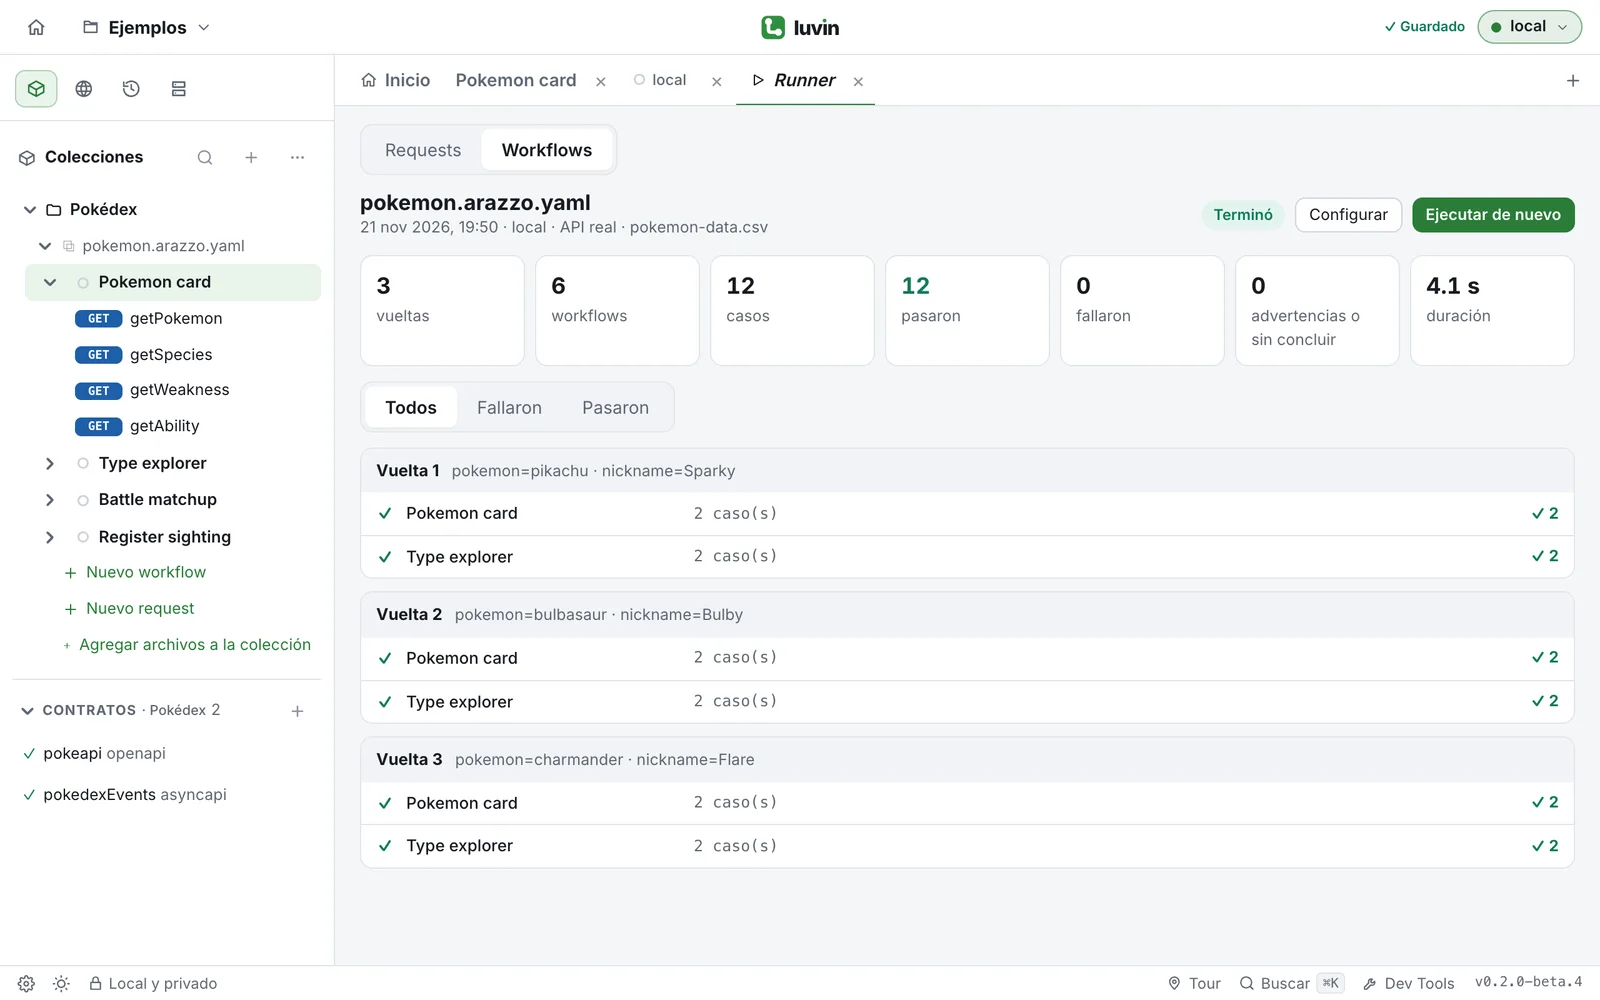 Ejemplos
luvin
Guardado
local
Inicio
Pokemon card
local
Runner
Colecciones
Pokédex
pokemon.arazzo.yaml
Pokemon card
GET getPokemon
GET getSpecies
GET getWeakness
GET getAbility
Type explorer
Battle matchup
Register sighting
+ Nuevo workflow
+ Nuevo request
+ Agregar archivos a la colección
CONTRATOS · Pokédex 2
pokeapi openapi
pokedexEvents asyncapi
Requests
Workflows
pokemon.arazzo.yaml
21 nov 2026, 19:50 · local · API real · pokemon-data.csv
Terminó
Configurar
Ejecutar de nuevo
3
vueltas
6
workflows
12
casos
12
pasaron
0
fallaron
0
advertencias o
sin concluir
4.1 s
duración
Todos
Fallaron
Pasaron
Vuelta 1 pokemon=pikachu · nickname=Sparky
Pokemon card 2 caso(s) ✓ 2
Type explorer 2 caso(s) ✓ 2
Vuelta 2 pokemon=bulbasaur · nickname=Bulby
Pokemon card 2 caso(s) ✓ 2
Type explorer 2 caso(s) ✓ 2
Vuelta 3 pokemon=charmander · nickname=Flare
Pokemon card 2 caso(s) ✓ 2
Type explorer 2 caso(s) ✓ 2
Local y privado
Tour
Buscar ⌘K
Dev Tools
v0.2.0-beta.4